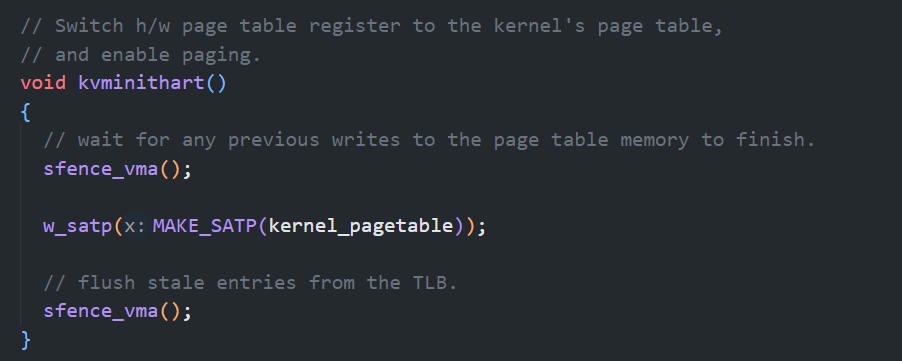 // Switch h/w page table register to the kernel's page table,
// and enable paging.
void kvminithart()
{
  // wait for any previous writes to the page table memory to finish.
  sfence_vma();

  w_satp(x: MAKE_SATP(kernel_pagetable));

  // flush stale entries from the TLB.
  sfence_vma();
}